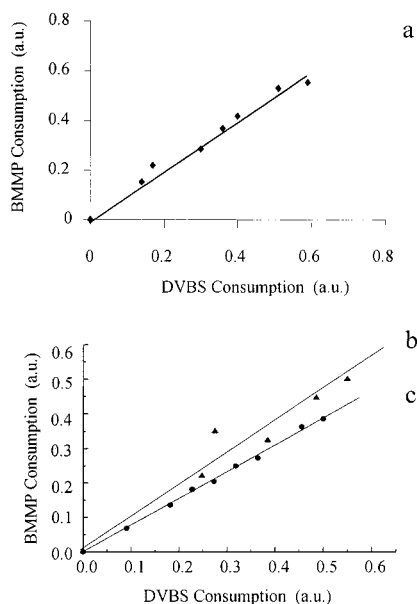 a
BMMP Consumption (a.u.)
0.8
0.6
0.4
0.2
0
0 0.2 0.4 0.6 0.8
DVBS Consumption (a.u.)
b
c
BMMP Consumption (a.u.)
0.6
0.5
0.4
0.3
0.2
0.1
0.0
0.0 0.1 0.2 0.3 0.4 0.5 0.6
DVBS Consumption (a.u.)